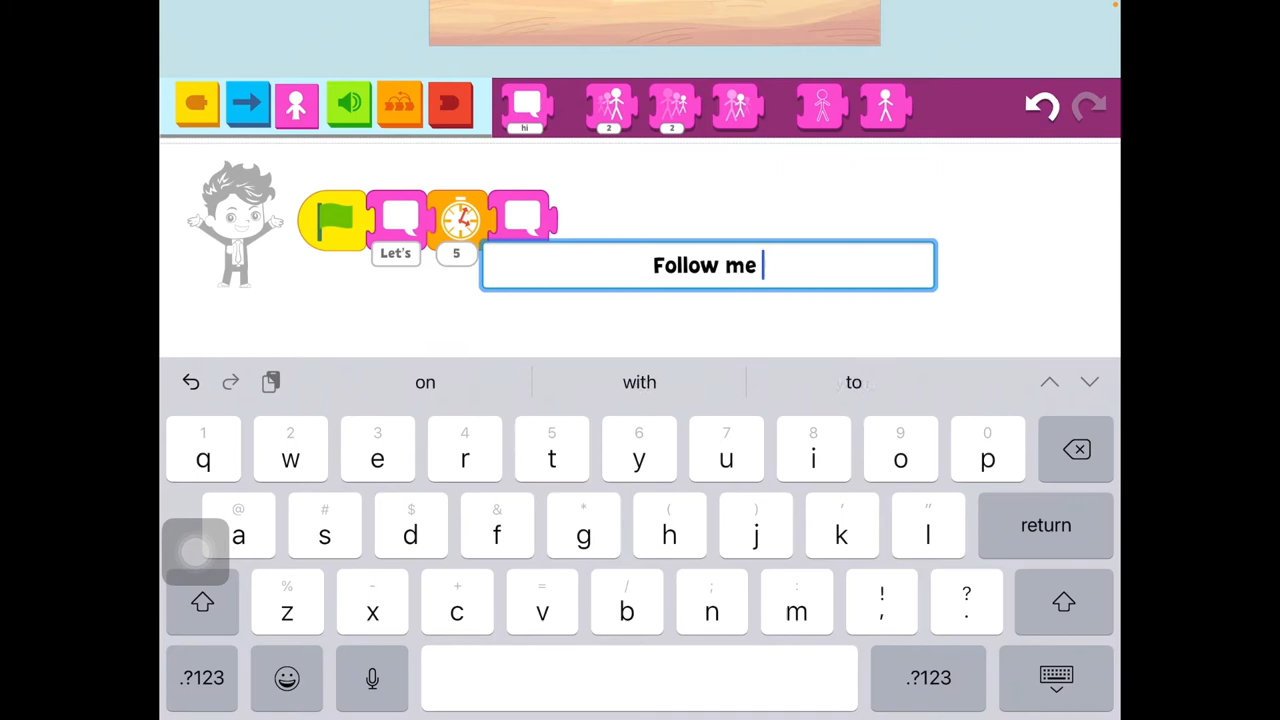 hi
2
2
Let's
5
Follow me
on with to
1 2 3 4 5 6 7 8 9 0
q w e r t y u i o p
@ # $ & * ( ) ' "
a s d f g h j k l return
% - + = / ; : ! ?
z x c v b n m , .
.?123 .?123